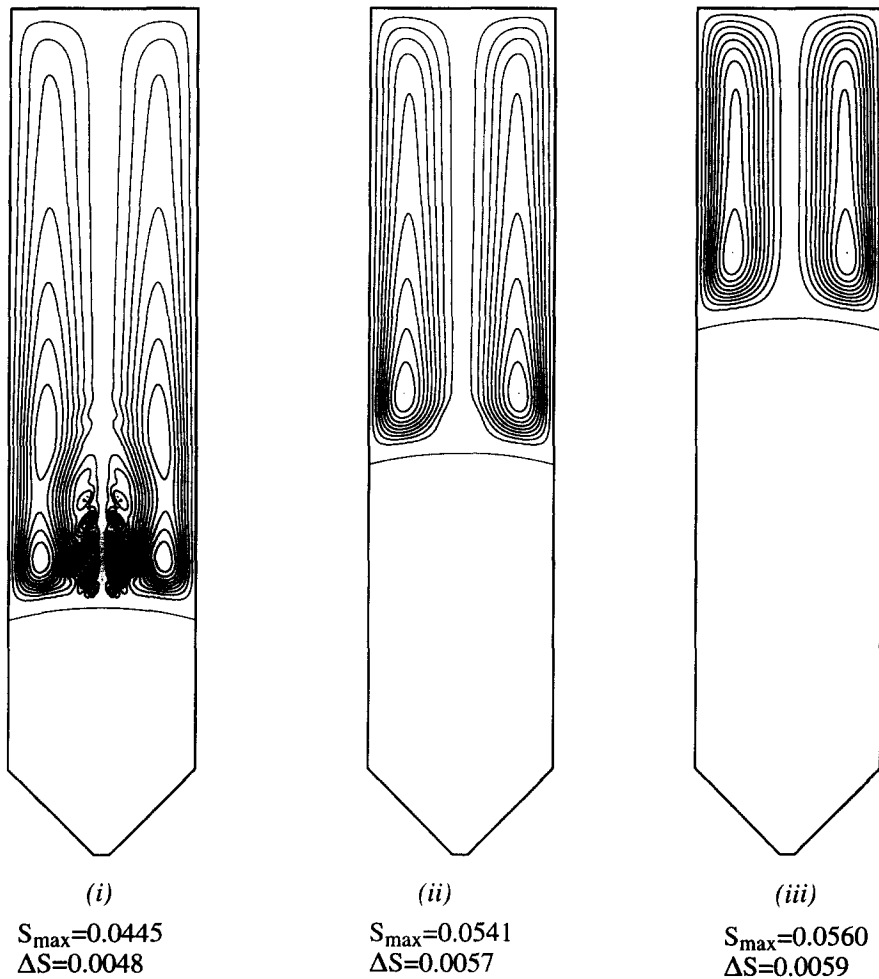 (i)
S_max=0.0445
ΔS=0.0048
(ii)
S_max=0.0541
ΔS=0.0057
(iii)
S_max=0.0560
ΔS=0.0059